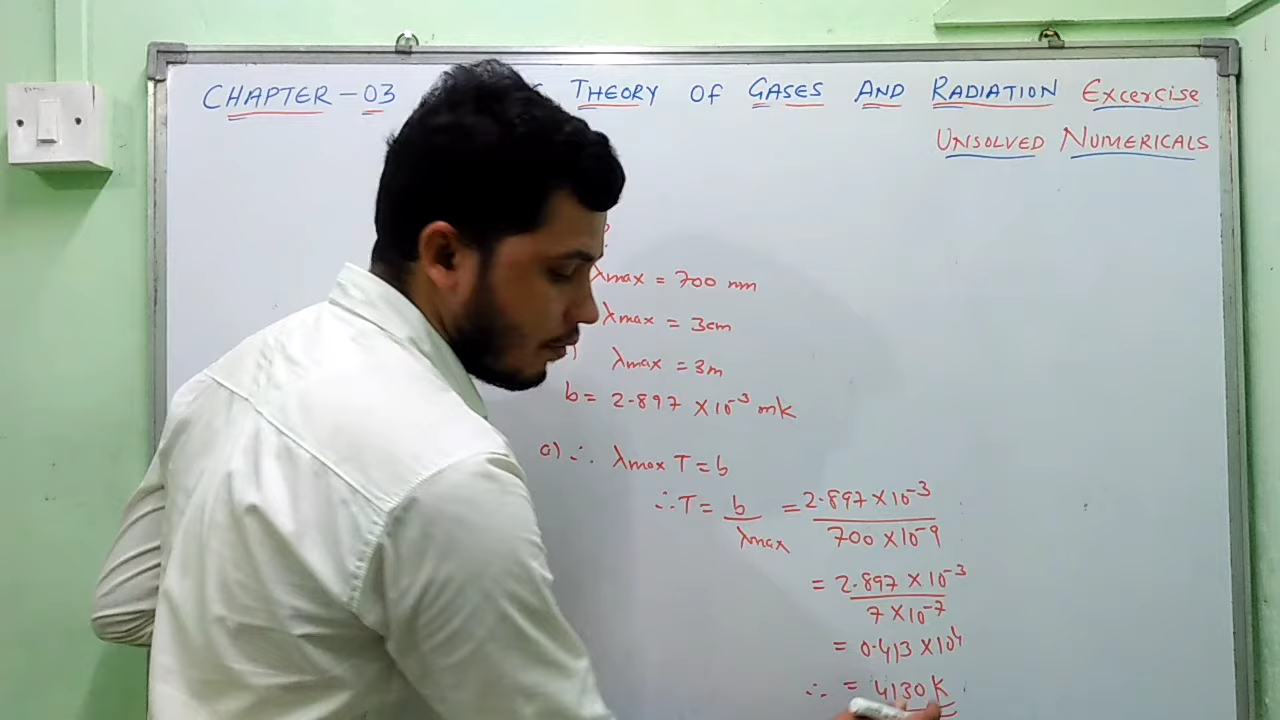 CHAPTER-03 THEORY Of GASES AND RADIATION Excercise
UNSOLVED NUMERICALS
?
λmax = 700 nm
λmax = 3cm
) λmax = 3m
b = 2.897 × 10⁻³ mk
a) ∴ λmax T = b
∴ T = b / λmax = 2.897 × 10⁻³ / 700 × 10⁻⁹
= 2.897 × 10⁻³ / 7 × 10⁻⁷
= 0.413 × 10⁴
∴ = 4130 K